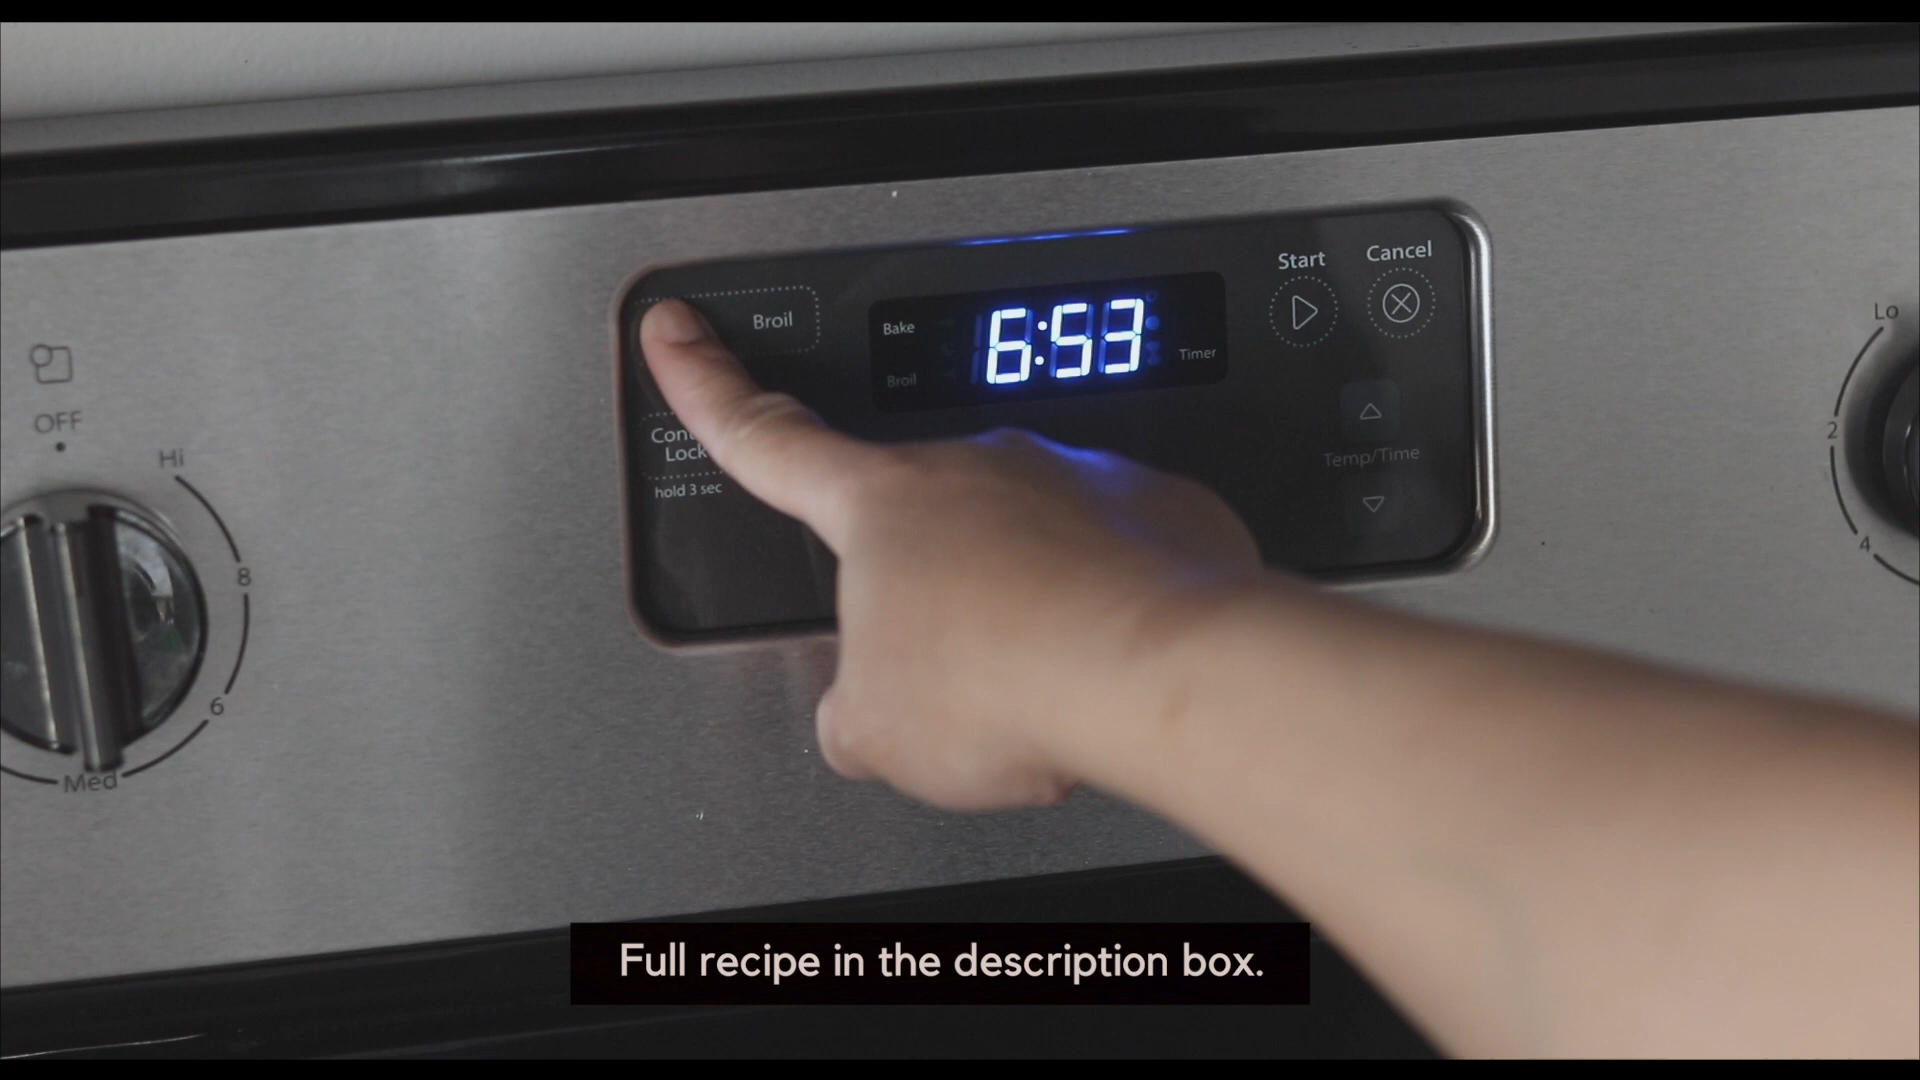 Start
Cancel
Broil
Bake
6:53
Timer
Broil
Lo
OFF
Hi
Lock
hold 3 sec
Temp/Time
2
4
8
6
Med
Full recipe in the description box.